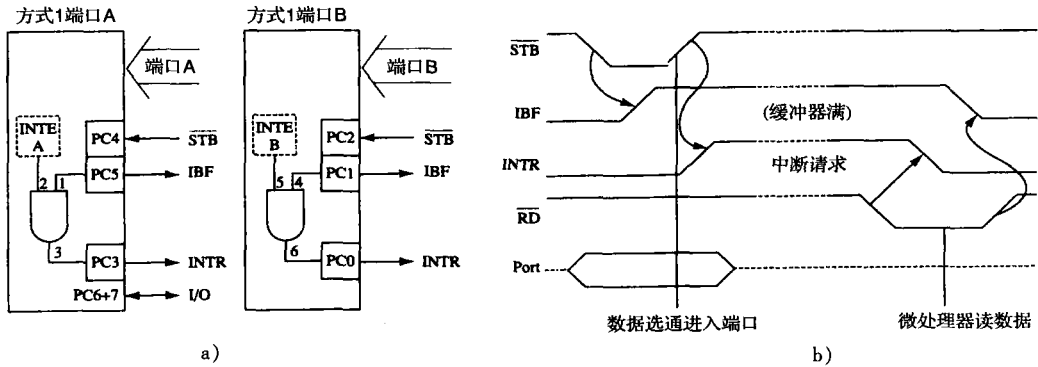 方式1端口A
端口A
INTE
A
PC4
STB
2
1
PC5
IBF
3
PC3
INTR
PC6+7
I/O
a)
方式1端口B
端口B
INTE
B
PC2
STB
5
4
PC1
IBF
6
PC0
INTR
STB
IBF
(缓冲器满)
INTR
中断请求
RD
Port
数据选通进入端口
微处理器读数据
b)